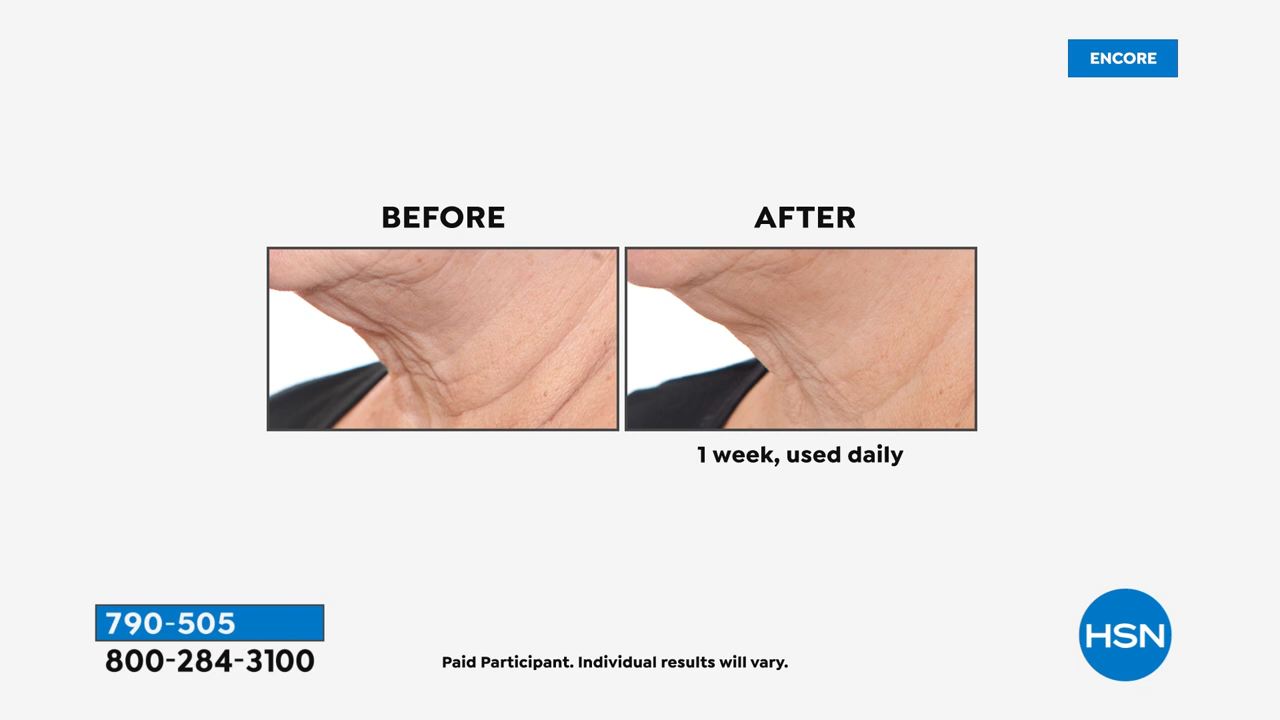 ENCORE
BEFORE
AFTER
1 week, used daily
790-505
800-284-3100
Paid Participant. Individual results will vary.
HSN